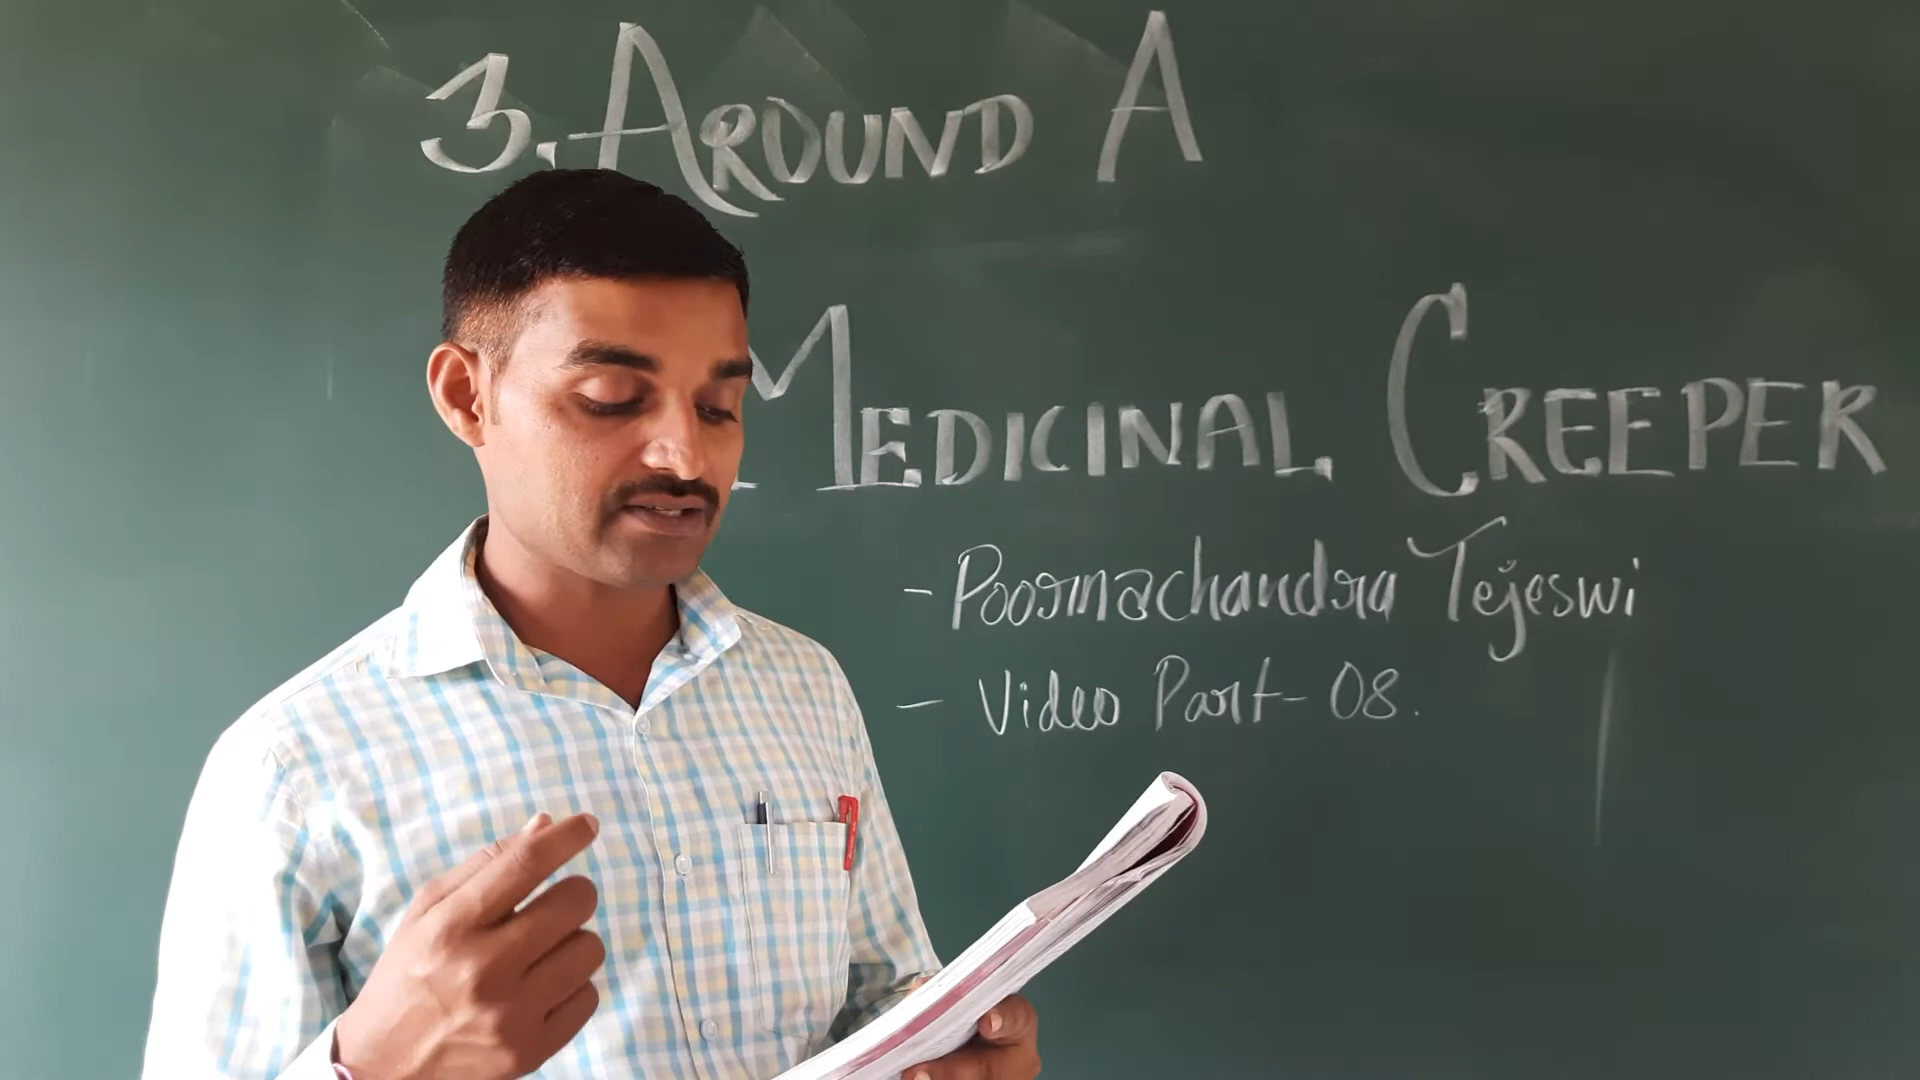 3. AROUND A
MEDICINAL CREEPER
- Poornachandra Tejeswi
- Video Part- 08.